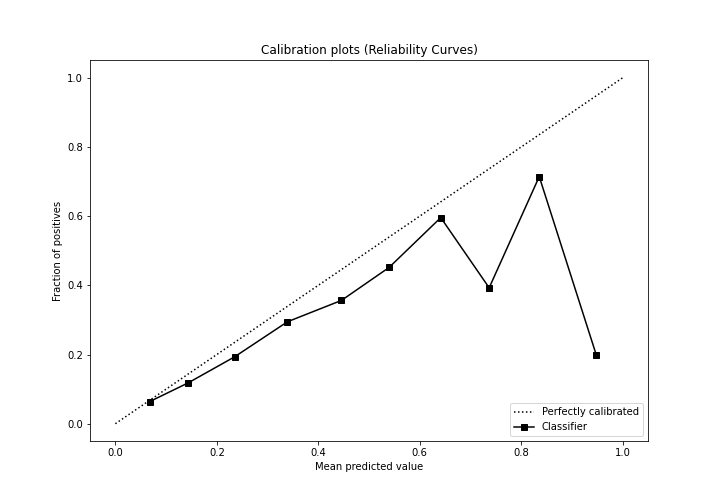 Calibration plots (Reliability Curves)
1.0
0.8
0.6
0.4
0.2
0.0
Fraction of positives
0.0 0.2 0.4 0.6 0.8 1.0
Mean predicted value
Perfectly calibrated
Classifier